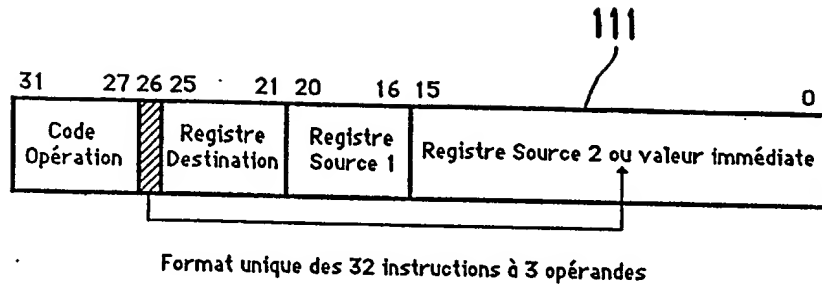 111
31 27 26 25 21 20 16 15 0
Code Opération
Registre Destination
Registre Source 1
Registre Source 2 ou valeur immédiate
Format unique des 32 instructions à 3 opérandes